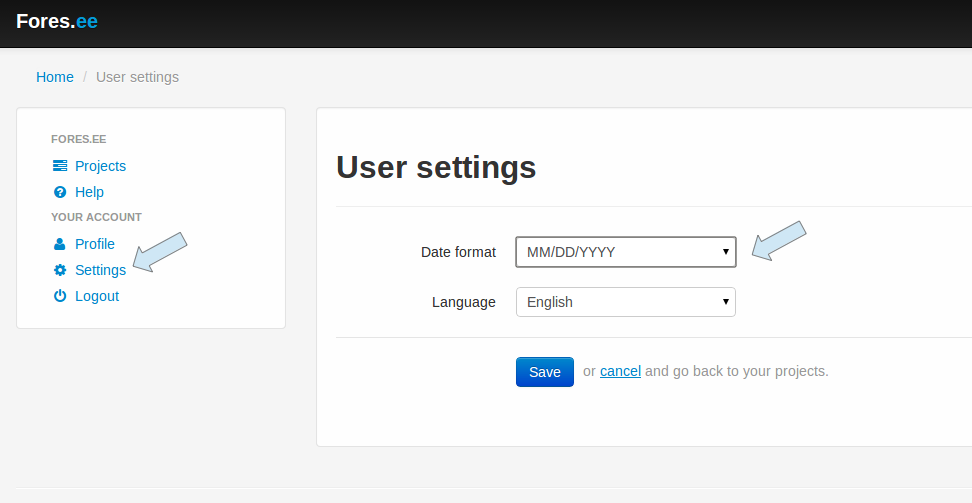 Fores.ee
Home / User settings
FORES.EE
Projects
Help
YOUR ACCOUNT
Profile
Settings
Logout
User settings
Date format MM/DD/YYYY
Language English
Save or cancel and go back to your projects.